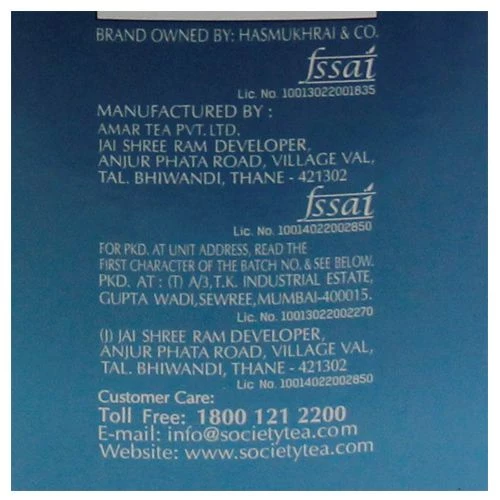 BRAND OWNED BY: HASMUKHRAI & CO.
fssai
Lic. No. 10013022001835
MANUFACTURED BY :
AMAR TEA PVT. LTD.
JAI SHREE RAM DEVELOPER,
ANJUR PHATA ROAD, VILLAGE VAL,
TAL. BHIWANDI, THANE - 421302
fssai
Lic. No. 10014022002850
FOR PKD. AT UNIT ADDRESS, READ THE
FIRST CHARACTER OF THE BATCH NO. & SEE BELOW.
PKD. AT : (T) A/3,T.K. INDUSTRIAL ESTATE,
GUPTA WADI,SEWREE,MUMBAI-400015.
Lic. No. 10013022002270
(J) JAI SHREE RAM DEVELOPER,
ANJUR PHATA ROAD, VILLAGE VAL,
TAL. BHIWANDI, THANE - 421302
Lic. No. 10014022002850
Customer Care:
Toll Free: 1800 121 2200
E-mail: info@societytea.com
Website: www.societytea.com